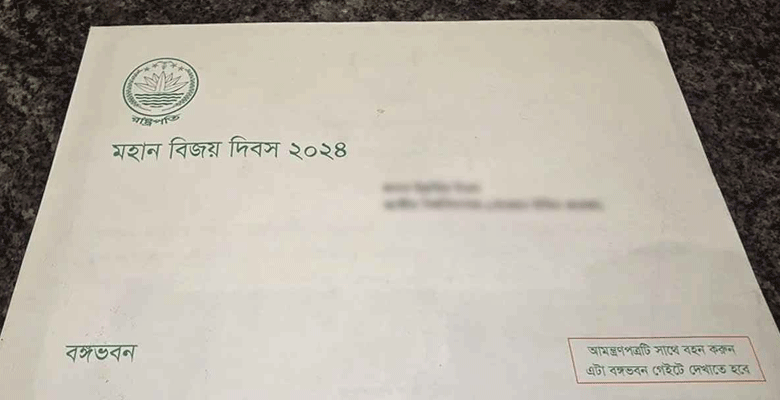 রাষ্ট্রপতি
মহান বিজয় দিবস ২০২৪
বঙ্গভবন
আমন্ত্রণপত্রটি সাথে বহন করুন
এটা বঙ্গভবন গেইটে দেখাতে হবে